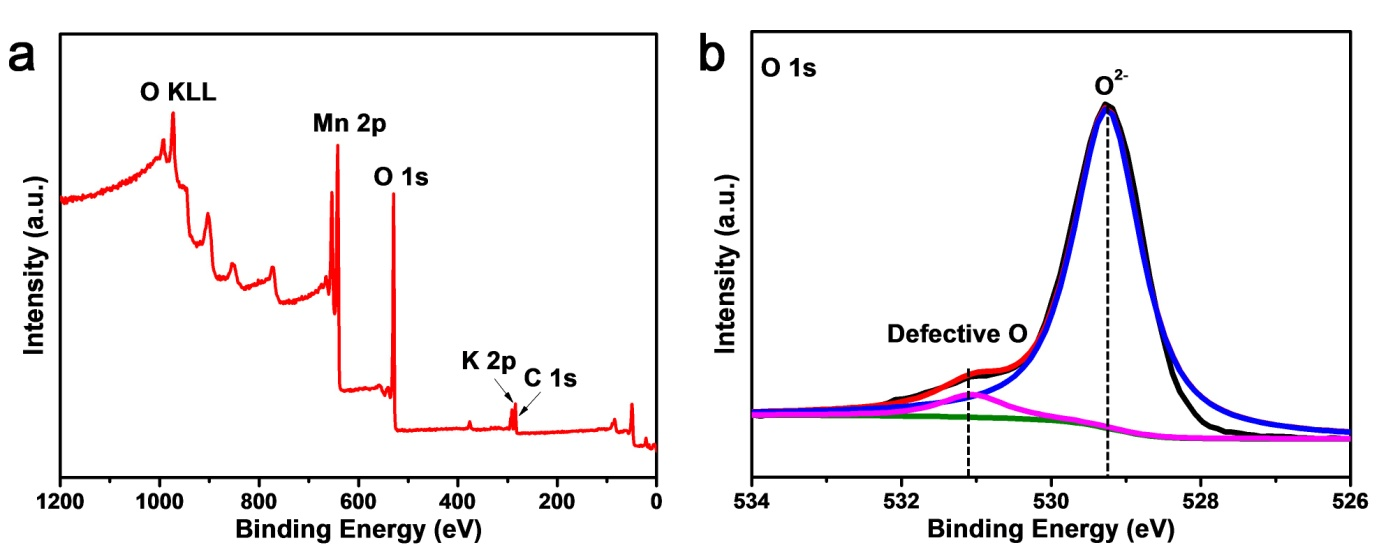 a
O KLL
Mn 2p
O 1s
K 2p
C 1s
Intensity (a.u.)
1200 1000 800 600 400 200 0
Binding Energy (eV)
b
O 1s
O²⁻
Defective O
Intensity (a.u.)
534 532 530 528 526
Binding Energy (eV)